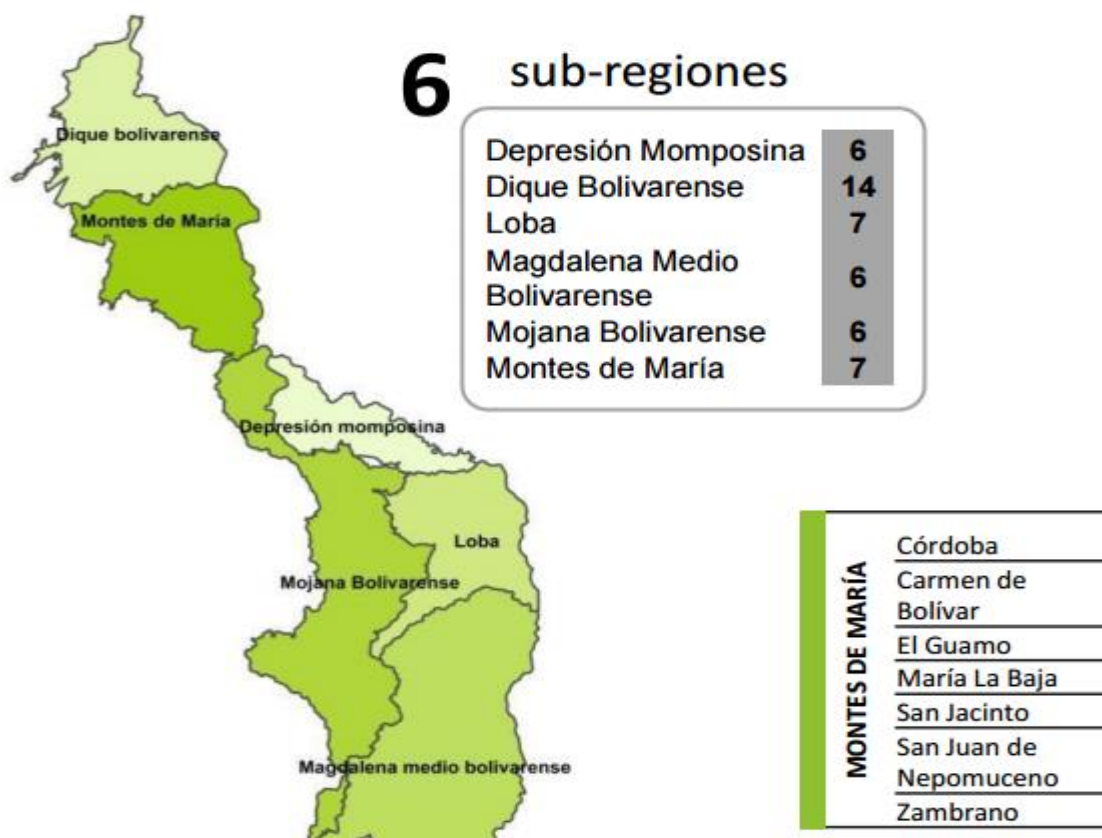 6 sub-regiones
Depresión Momposina 6
Dique Bolivarense 14
Loba 7
Magdalena Medio
Bolivarense 6
Mojana Bolivarense 6
Montes de María 7
Dique bolivarense
Montes de María
Depresión momposina
Loba
Mojana Bolivarense
Magdalena medio bolivarense
MONTES DE MARÍA
Córdoba
Carmen de
Bolívar
El Guamo
María La Baja
San Jacinto
San Juan de
Nepomuceno
Zambrano